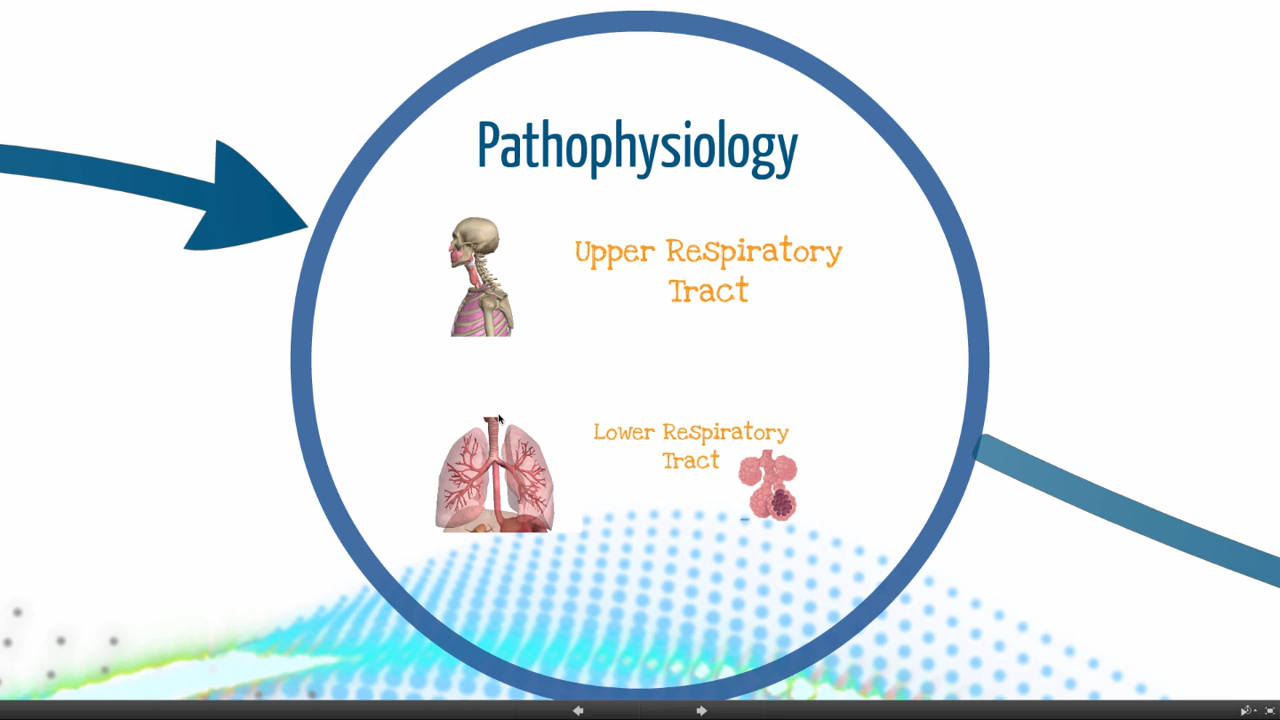 Pathophysiology
Upper Respiratory
Tract
Lower Respiratory
Tract